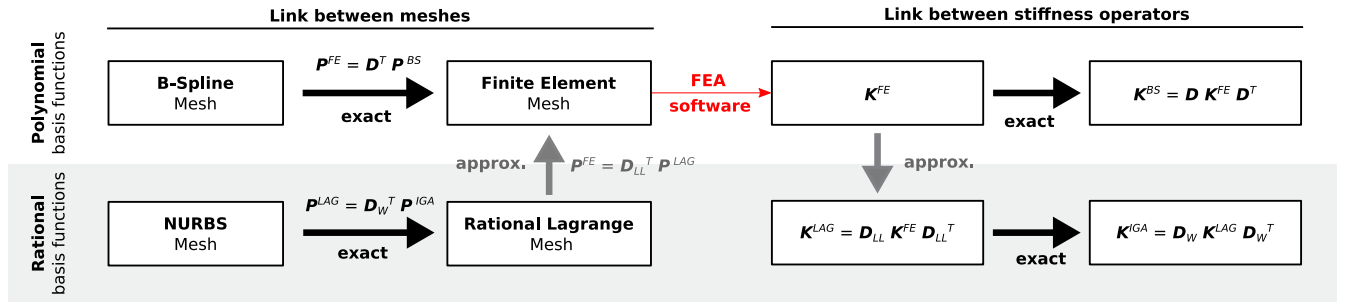 Link between meshes
Link between stiffness operators
Polynomial
basis functions
B-Spline
Mesh
P^FE = D^T P^BS
exact
Finite Element
Mesh
FEA
software
K^FE
exact
K^BS = D K^FE D^T
approx.
P^FE = D_LL^T P^LAG
approx.
Rational
basis functions
NURBS
Mesh
P^LAG = D_W^T P^IGA
exact
Rational Lagrange
Mesh
K^LAG = D_LL K^FE D_LL^T
exact
K^IGA = D_W K^LAG D_W^T